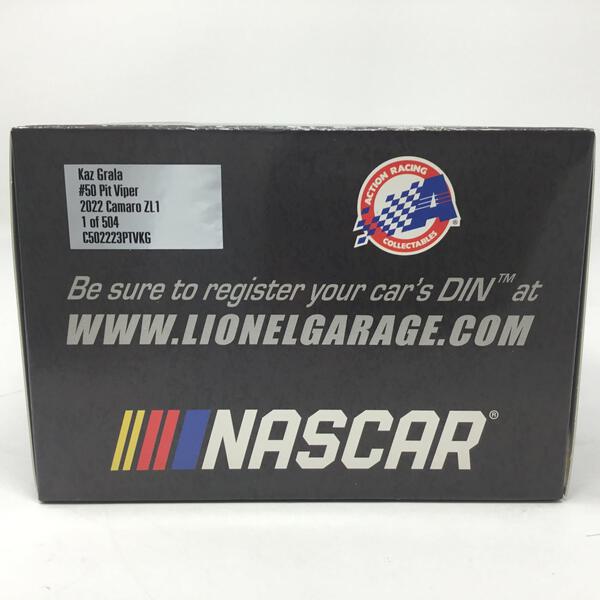 Kaz Grala
#50 Pit Viper
2022 Camaro ZL1
1 of 504
C502223PTVKG
ACTION RACING
A®
COLLECTABLES
Be sure to register your car's DIN™ at
WWW.LIONELGARAGE.COM
NASCAR®